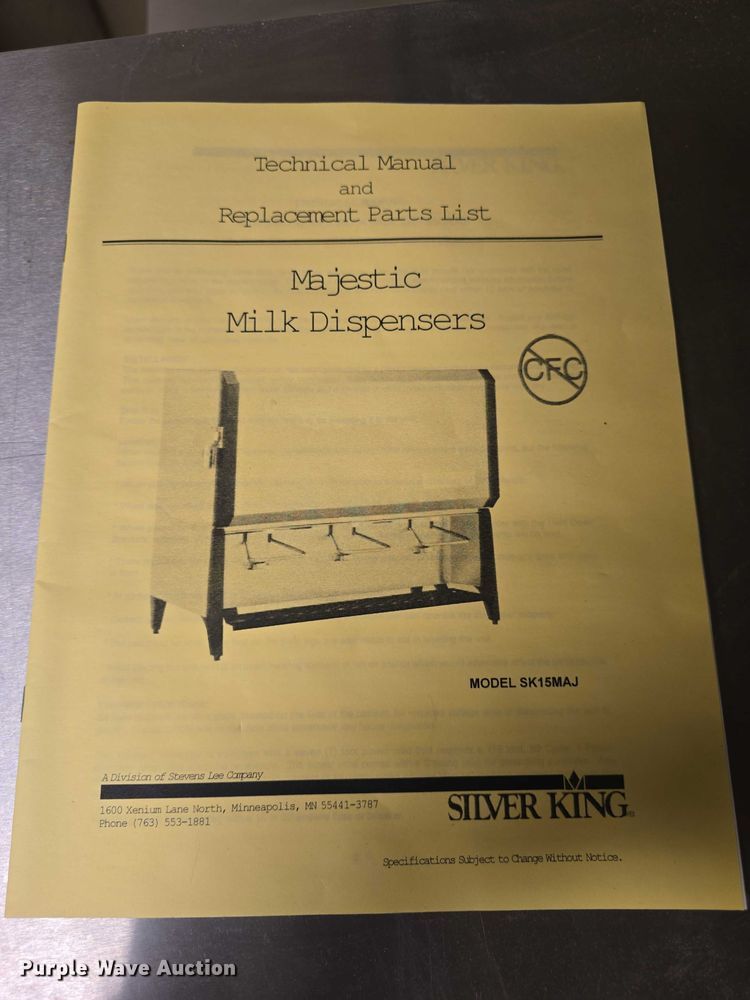 Technical Manual
and
Replacement Parts List
Majestic
Milk Dispensers
CFC
MODEL SK15MAJ
A Division of Stevens Lee Company
1600 Xenium Lane North, Minneapolis, MN 55441-3787
Phone (763) 553-1881
SILVER KING
Specifications Subject to Change Without Notice.
Purple Wave Auction